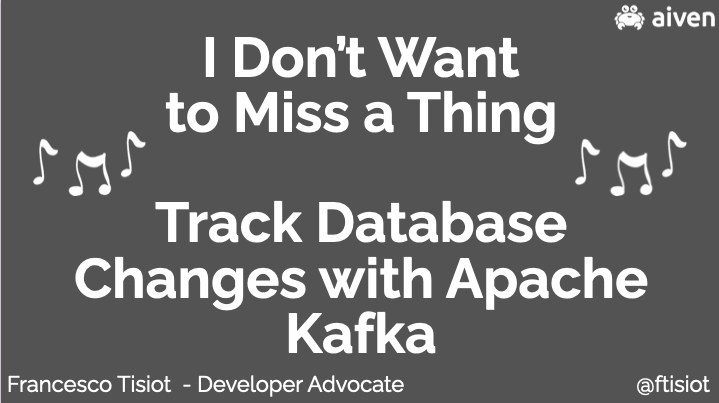 aiven
I Don’t Want
to Miss a Thing
Track Database
Changes with Apache
Kafka
Francesco Tisiot - Developer Advocate
@ftisiot